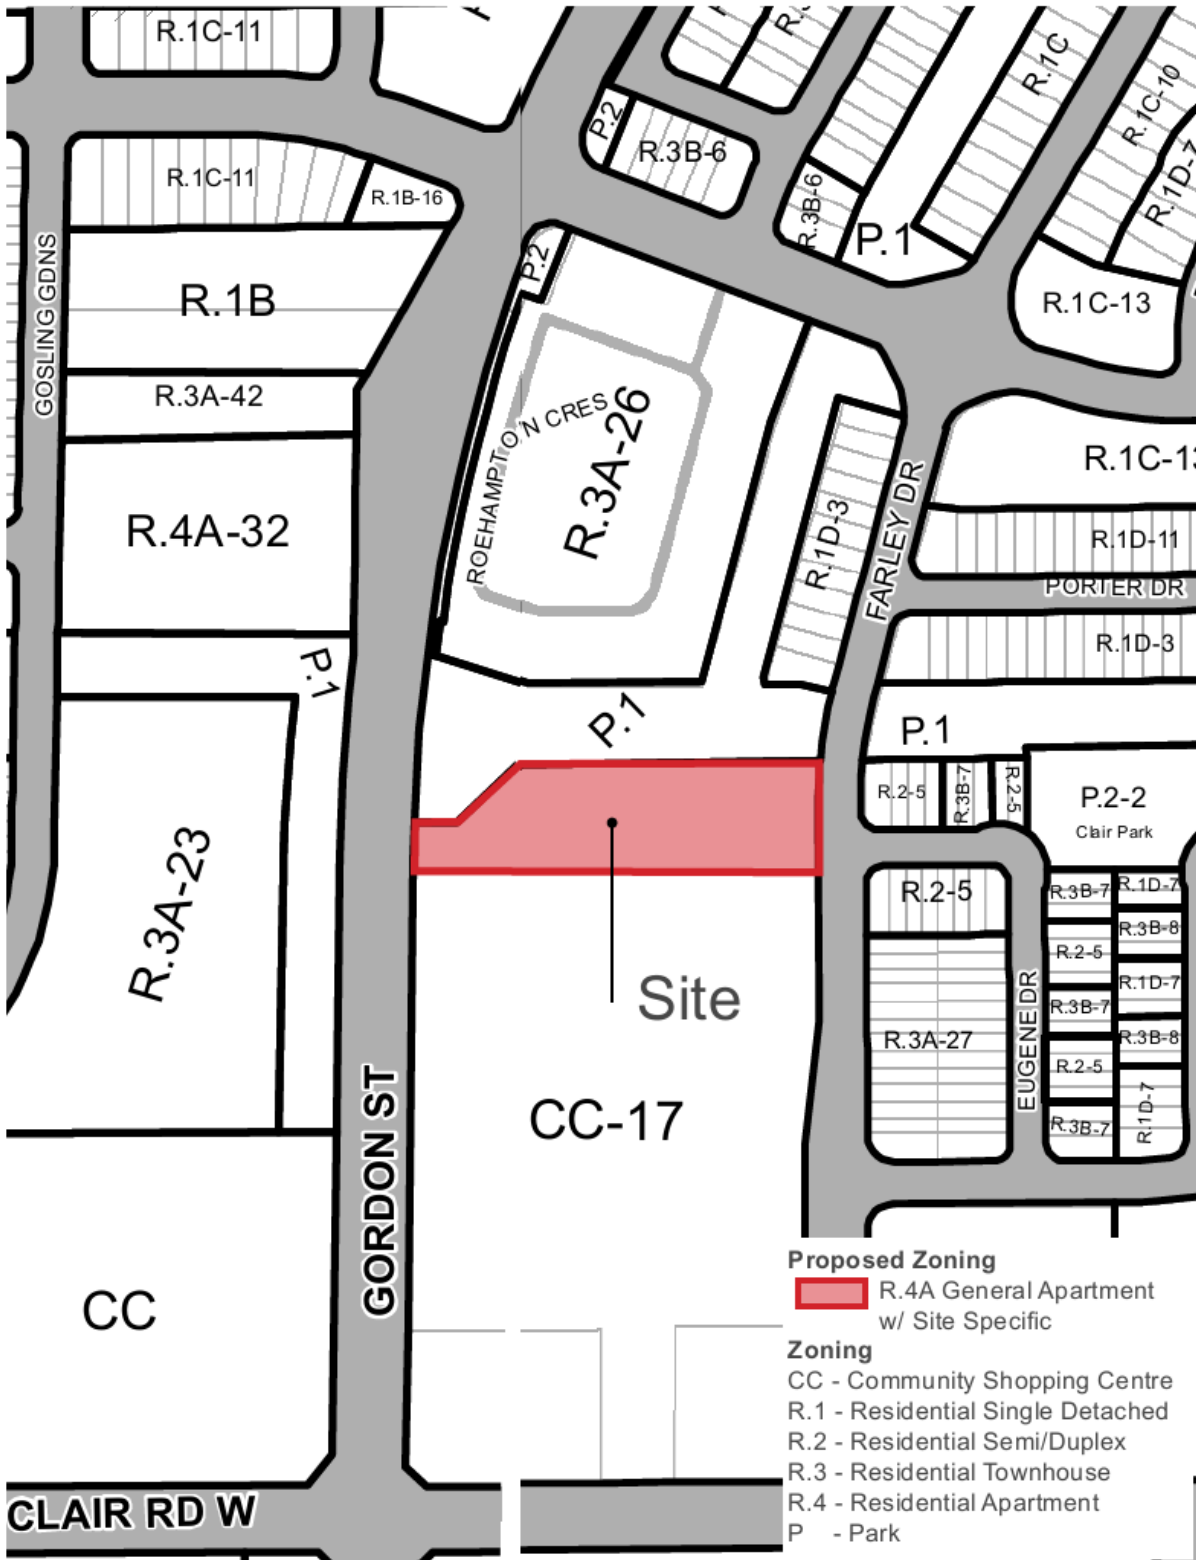 R.1C-11
R.1C
R.1C-10
R.1D-7
P.2
R.3B-6
R.3B-6
P.1
R.1C-13
R.1C-11
R.1B-16
GOSLING GDNS
R.1B
P.2
R.3A-42
ROEHAMPTON CRES
R.3A-26
R.4A-32
R.1D-3
FARLEY DR
R.1D-11
PORTER DR
R.1D-3
P.1
P.1
P.1
R.2-5
R.3B-7
R.2-5
P.2-2
Clair Park
R.3A-23
R.2-5
R.3B-7
R.1D-7
R.3B-8
R.2-5
R.1D-7
R.3B-7
R.3B-8
R.2-5
R.1D-7
R.3B-7
R.3A-27
EUGENE DR
Site
CC-17
GORDON ST
CC
CLAIR RD W
Proposed Zoning
R.4A General Apartment
w/ Site Specific
Zoning
CC - Community Shopping Centre
R.1 - Residential Single Detached
R.2 - Residential Semi/Duplex
R.3 - Residential Townhouse
R.4 - Residential Apartment
P - Park